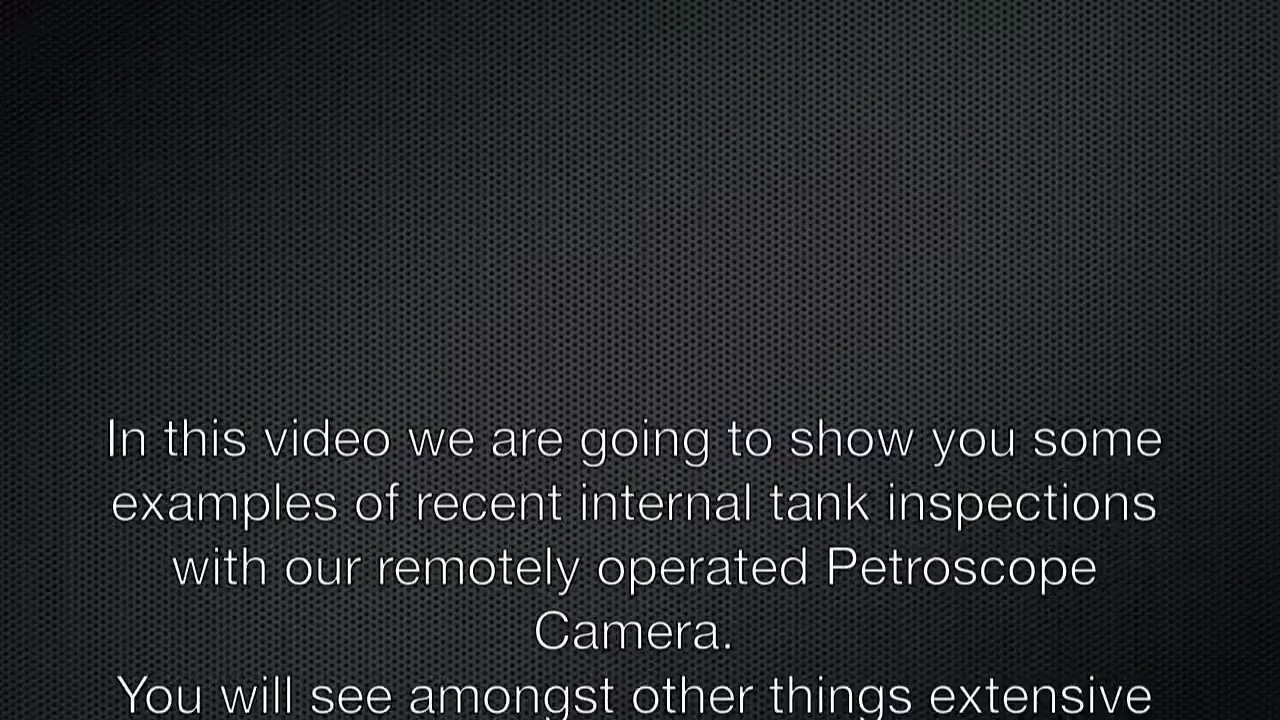 In this video we are going to show you some
examples of recent internal tank inspections
with our remotely operated Petroscope
Camera.
You will see amongst other things extensive